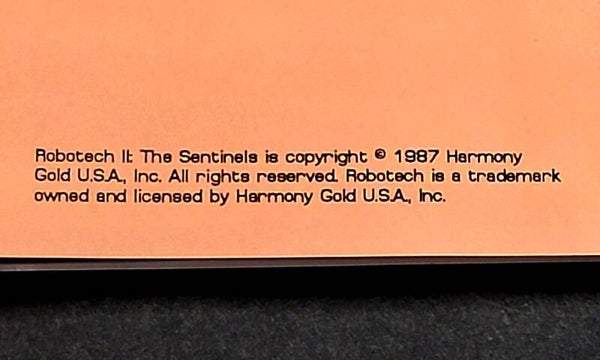 Robotech II: The Sentinels is copyright © 1987 Harmony
Gold U.S.A., Inc. All rights reserved. Robotech is a trademark
owned and licensed by Harmony Gold U.S.A., Inc.